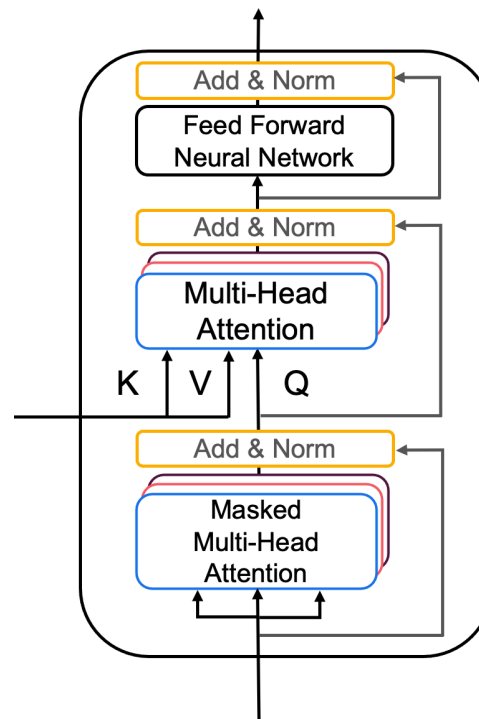 Add & Norm
Feed Forward
Neural Network
Add & Norm
Multi-Head
Attention
K V Q
Add & Norm
Masked
Multi-Head
Attention